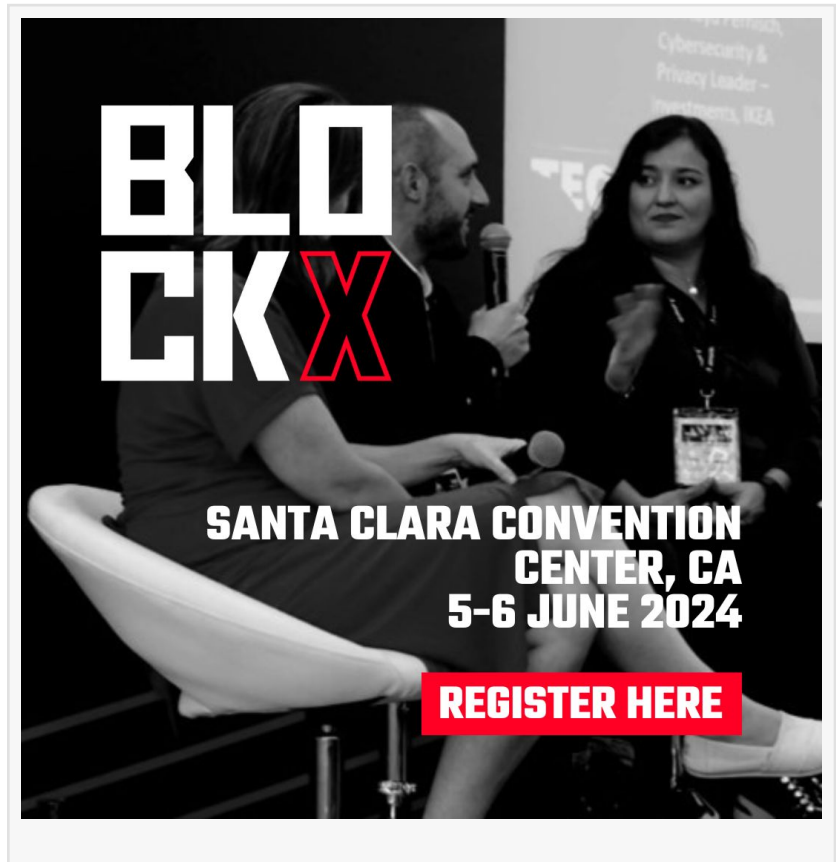 Cybersecurity &
Privacy Leader –
Investments, IKEA
BLO
CKX
SANTA CLARA CONVENTION
CENTER, CA
5-6 JUNE 2024
REGISTER HERE